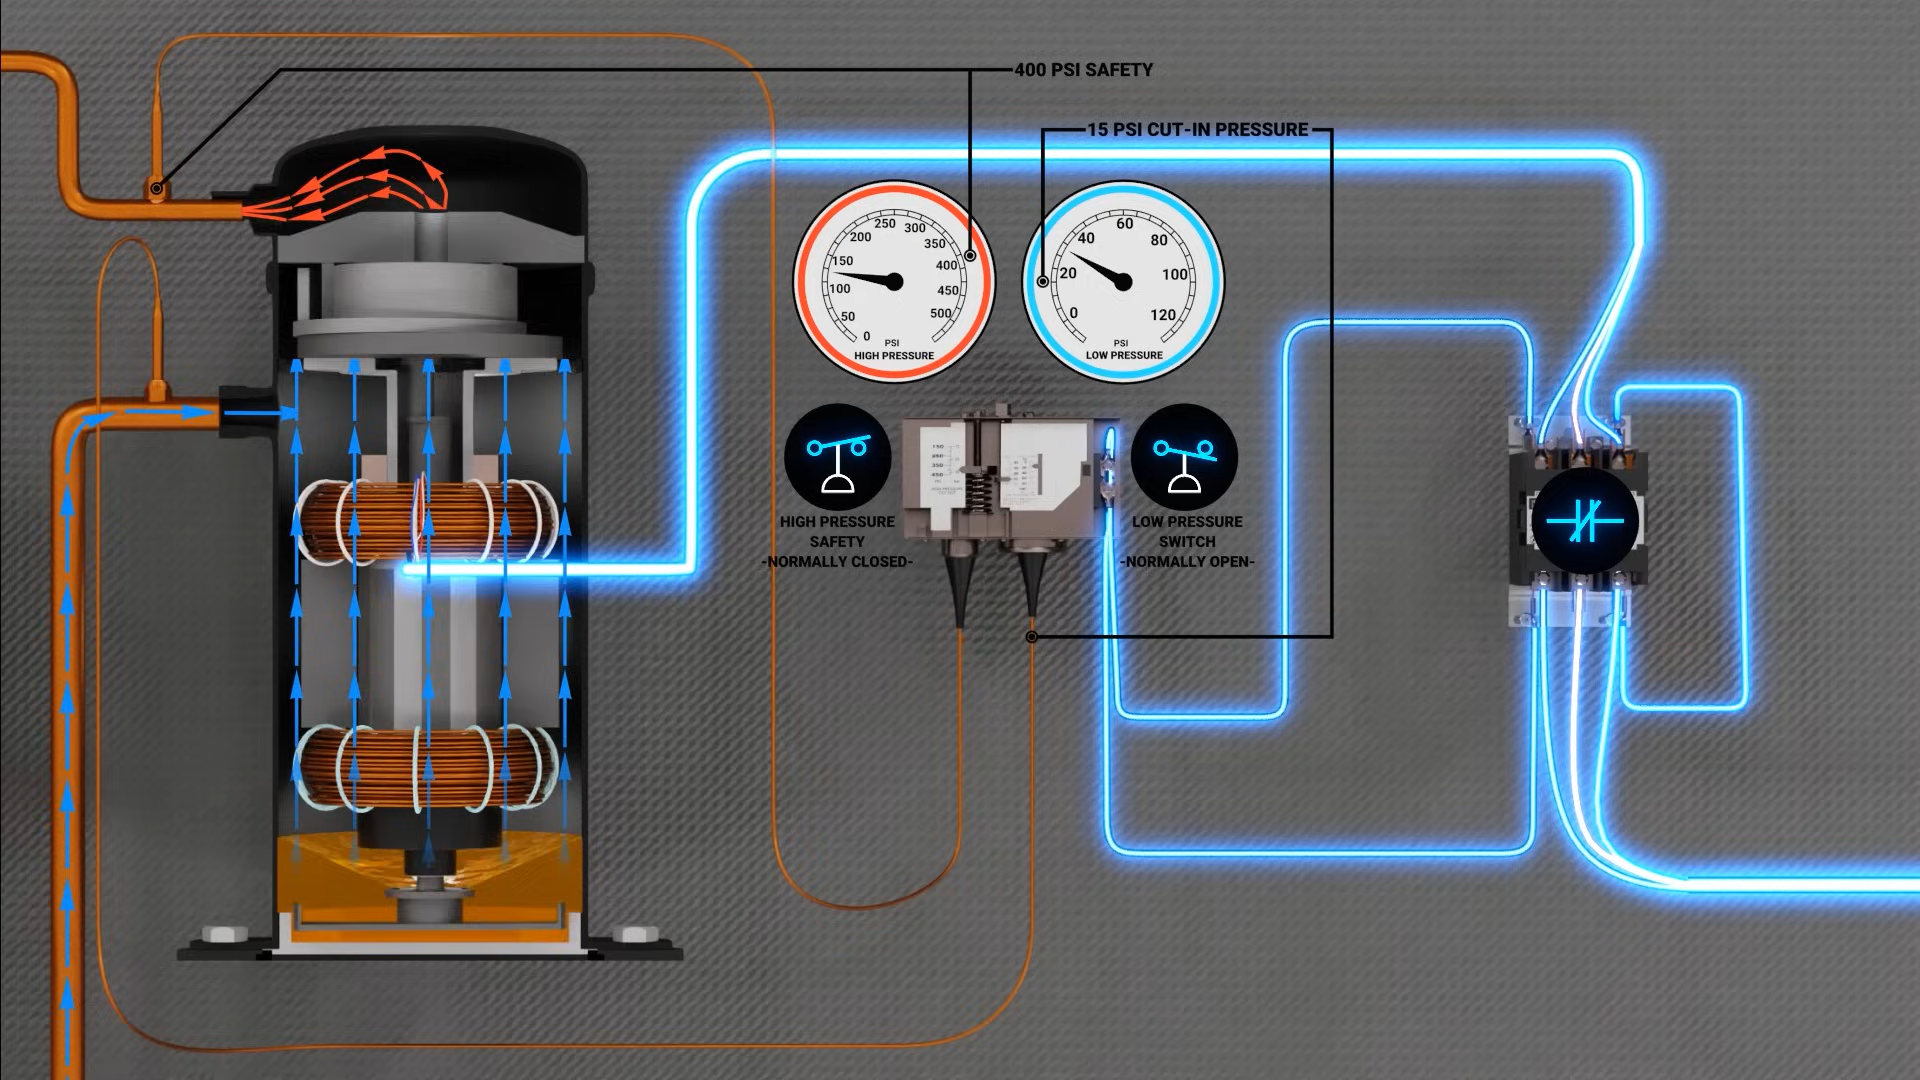 400 PSI SAFETY
15 PSI CUT-IN PRESSURE
0
50
100
150
200
250
300
350
400
450
500
PSI
HIGH PRESSURE
0
20
40
60
80
100
120
PSI
LOW PRESSURE
HIGH PRESSURE
SAFETY
-NORMALLY CLOSED-
LOW PRESSURE
SWITCH
-NORMALLY OPEN-